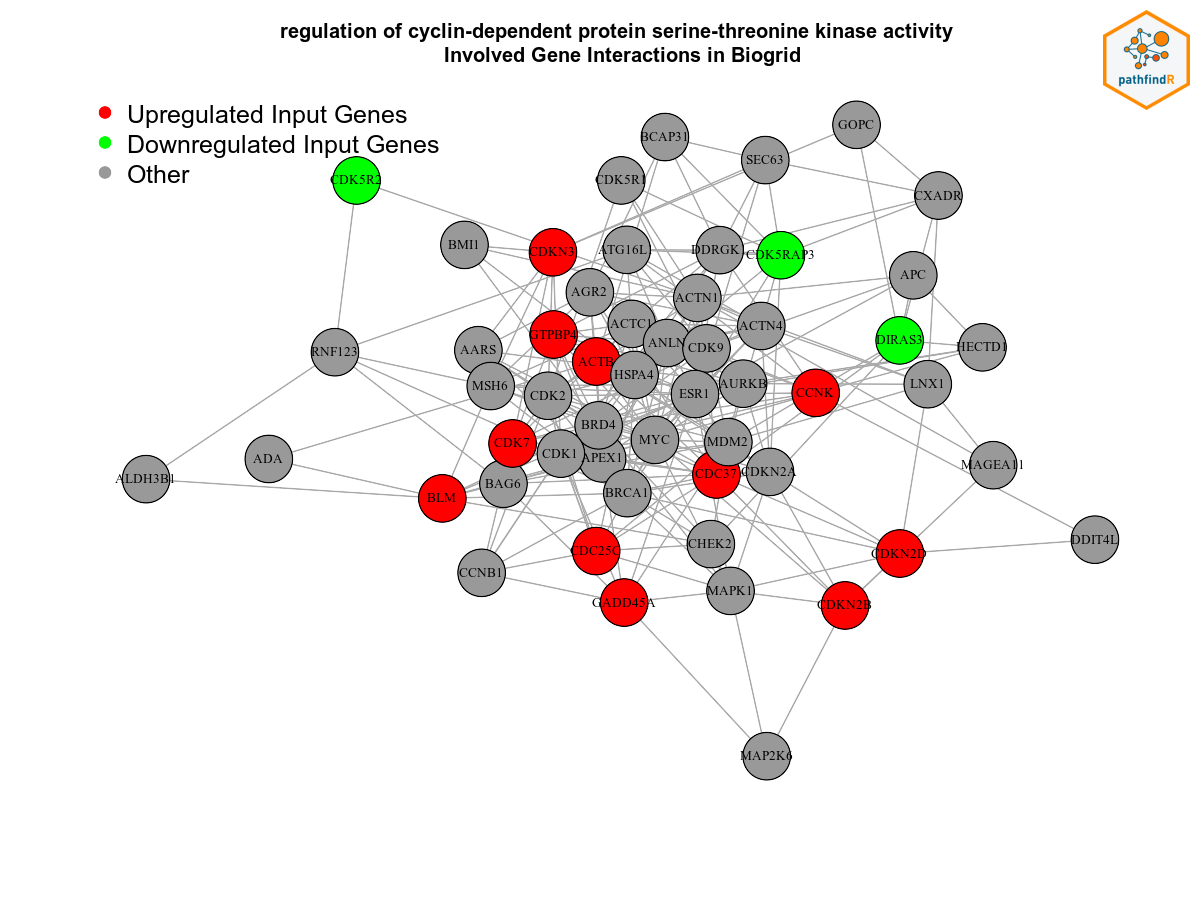 regulation of cyclin-dependent protein serine-threonine kinase activity
Involved Gene Interactions in Biogrid
pathfindR
Upregulated Input Genes
Downregulated Input Genes
Other
GOPC
BCAP31
SEC63
CDK5R2
CDK5R1
CXADR
BMI1
CDKN3
ATG16L
DDRGK
CDK5RAP3
APC
AGR2
ACTN1
ACTC1
ACTN4
GTPBP4
DIRAS3
RNF123
AARS
ANLN
CDK9
HECTD1
ACTB
HSPA4
MSH6
CDK2
ESR1
AURKB
CCNK
LNX1
BRD4
CDK7
MYC
MDM2
ADA
CDK1
APEX1
MAGEA11
ALDH3B1
BAG6
CDC37
CDKN2A
BLM
BRCA1
CDC25C
CHEK2
CDKN2D
DDIT4L
CCNB1
MAPK1
GADD45A
CDKN2B
MAP2K6